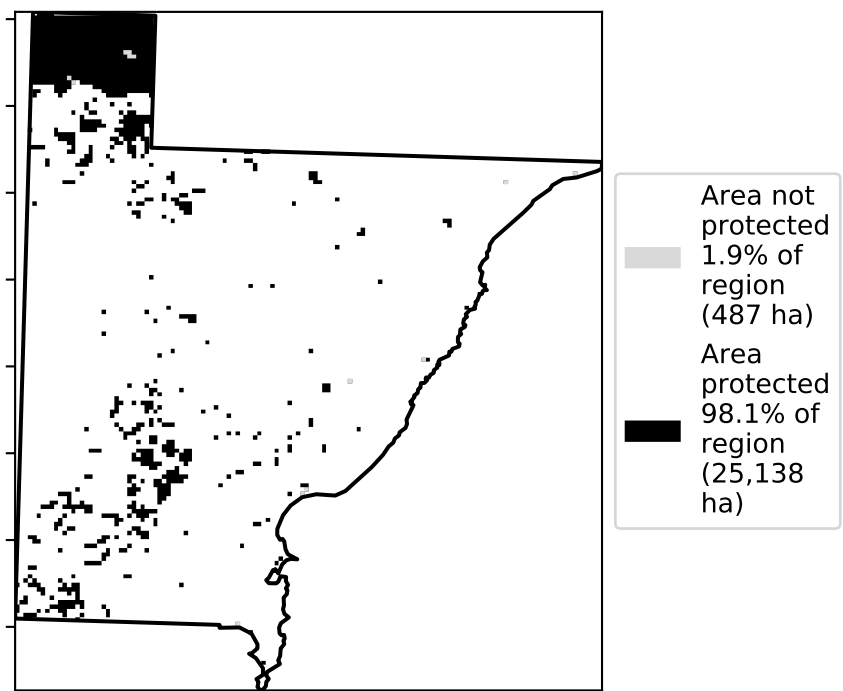 Area not
protected
1.9% of
region
(487 ha)
Area
protected
98.1% of
region
(25,138
ha)